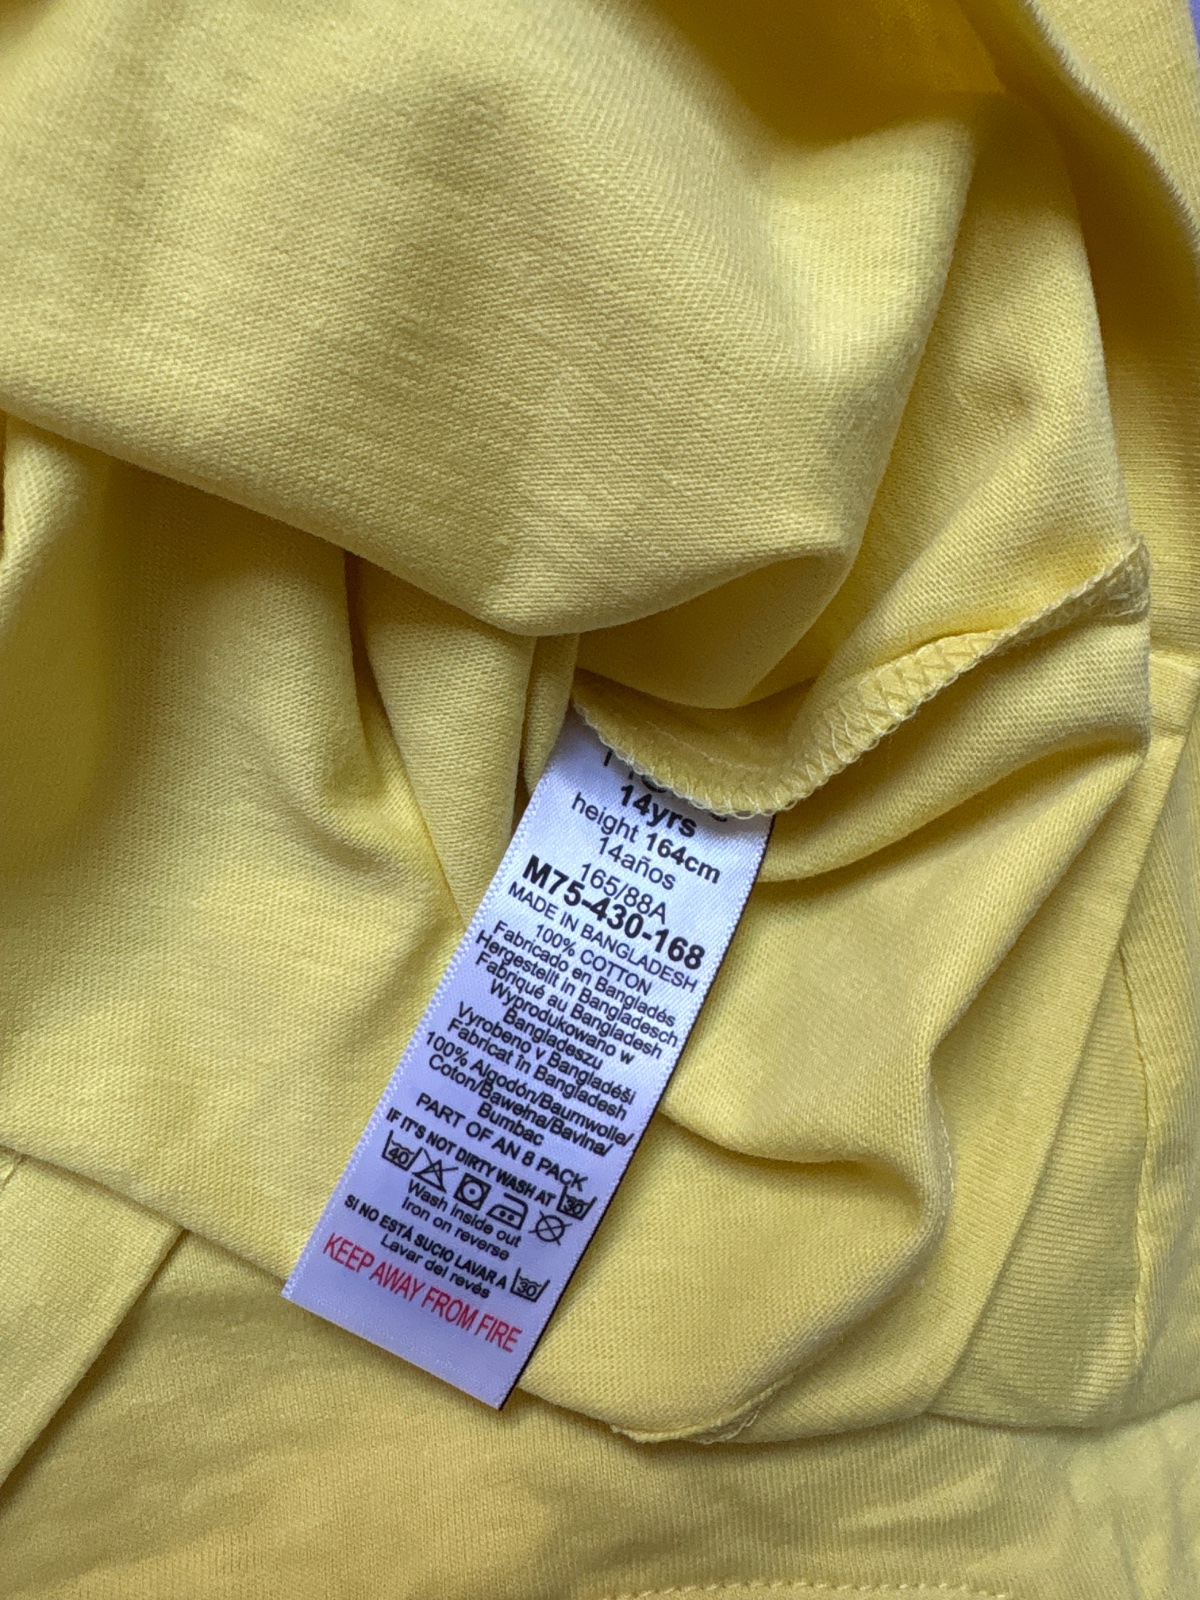 14yrs
height 164cm
14años
165/88A
M75-430-168
MADE IN BANGLADESH
100% COTTON
Fabricado en Bangladés
Hergestellt in Bangladesch
Fabriqué au Bangladesh
Wyprodukowano w
Bangladeszu
Vyrobeno v Bangladéši
Fabricat în Bangladesh
100% Algodón/Baumwolle/
Coton/Bawełna/Bavlna/
Bumbac
PART OF AN 8 PACK
IF IT'S NOT DIRTY WASH AT 30
40
Wash inside out
Iron on reverse
SI NO ESTÁ SUCIO LAVAR A 30
Lavar del revés
KEEP AWAY FROM FIRE